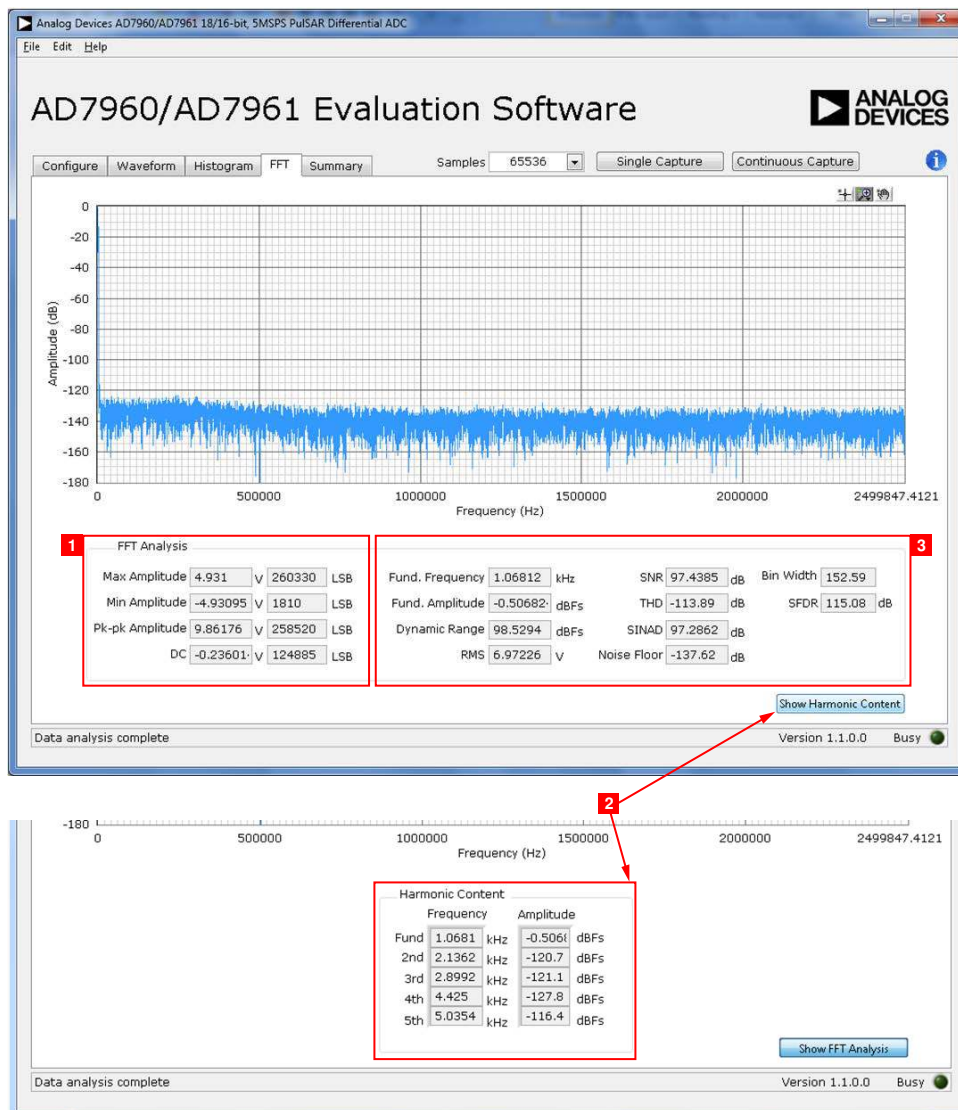 Analog Devices AD7960/AD7961 18/16-bit, 5MSPS PulSAR Differential ADC
File Edit Help
AD7960/AD7961 Evaluation Software
ANALOG
DEVICES
Configure Waveform Histogram FFT Summary Samples 65536 Single Capture Continuous Capture
0
-20
-40
-60
-80
-100
-120
-140
-160
-180
Amplitude (dB)
0 500000 1000000 1500000 2000000 2499847.4121
Frequency (Hz)
1
FFT Analysis
Max Amplitude 4.931 V 260330 LSB
Min Amplitude -4.93095 V 1810 LSB
Pk-pk Amplitude 9.86176 V 258520 LSB
DC -0.23601 V 124885 LSB
3
Fund. Frequency 1.06812 kHz SNR 97.4385 dB Bin Width 152.59
Fund. Amplitude -0.50682 dBFs THD -113.89 dB SFDR 115.08 dB
Dynamic Range 98.5294 dBFs SINAD 97.2862 dB
RMS 6.97226 V Noise Floor -137.62 dB
Show Harmonic Content
Data analysis complete Version 1.1.0.0 Busy
2
-180
0 500000 1000000 1500000 2000000 2499847.4121
Frequency (Hz)
Harmonic Content
Frequency Amplitude
Fund 1.0681 kHz -0.506 dBFs
2nd 2.1362 kHz -120.7 dBFs
3rd 2.8992 kHz -121.1 dBFs
4th 4.425 kHz -127.8 dBFs
5th 5.0354 kHz -116.4 dBFs
Show FFT Analysis
Data analysis complete Version 1.1.0.0 Busy